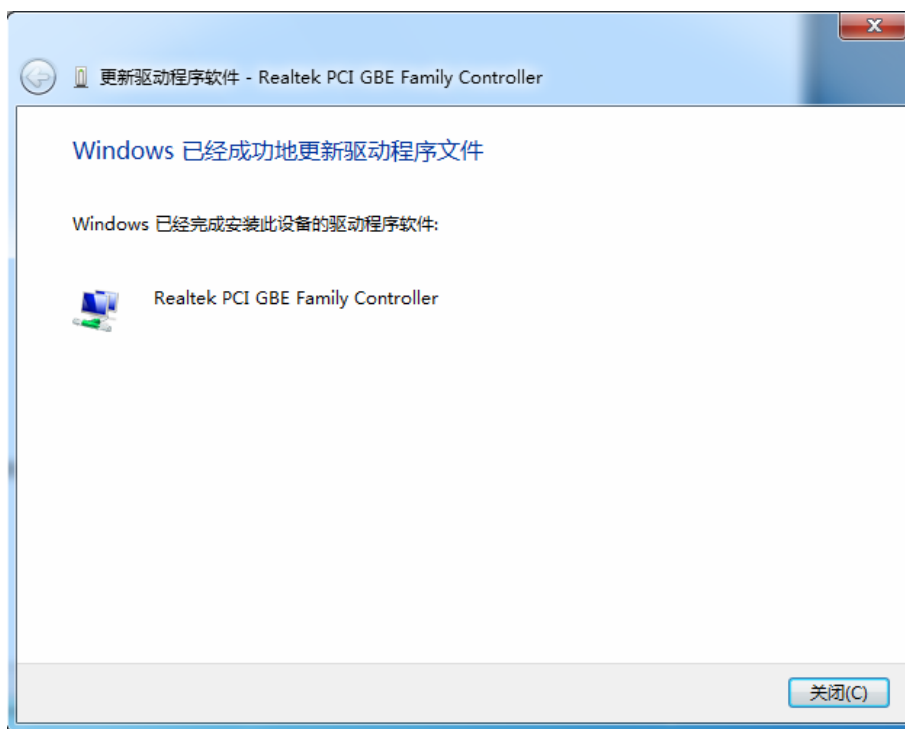 更新驱动程序软件 - Realtek PCI GBE Family Controller
Windows 已经成功地更新驱动程序文件
Windows 已经完成安装此设备的驱动程序软件:
Realtek PCI GBE Family Controller
关闭(C)